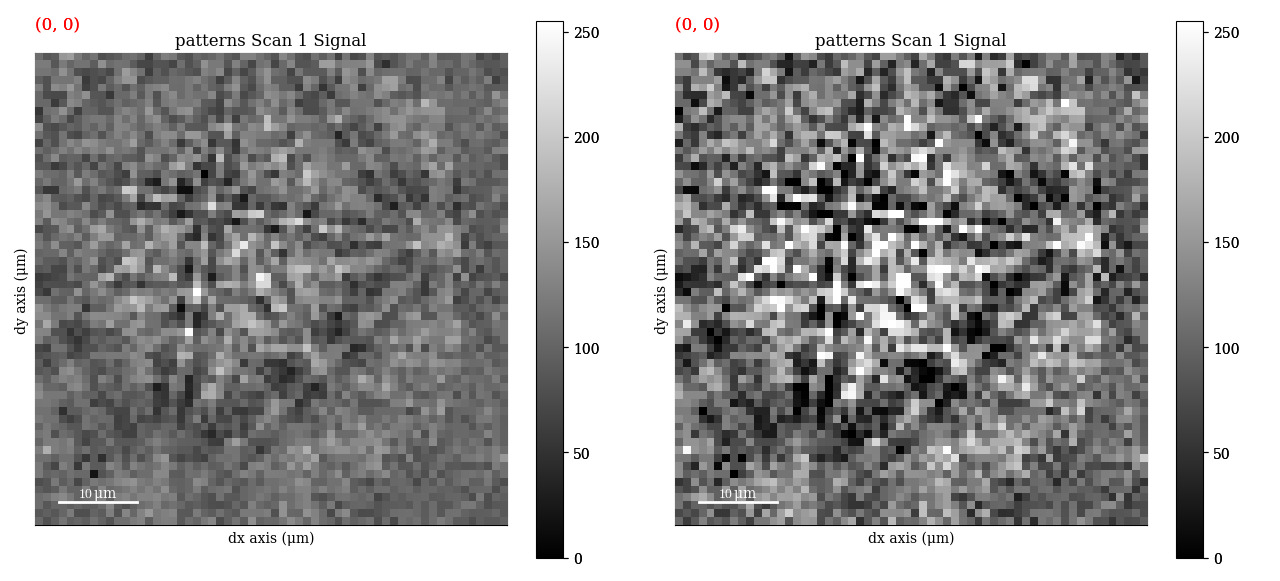 (0, 0)
patterns Scan 1 Signal
250
200
150
100
50
0
dy axis (μm)
10 μm
dx axis (μm)
(0, 0)
patterns Scan 1 Signal
250
200
150
100
50
0
dy axis (μm)
10 μm
dx axis (μm)